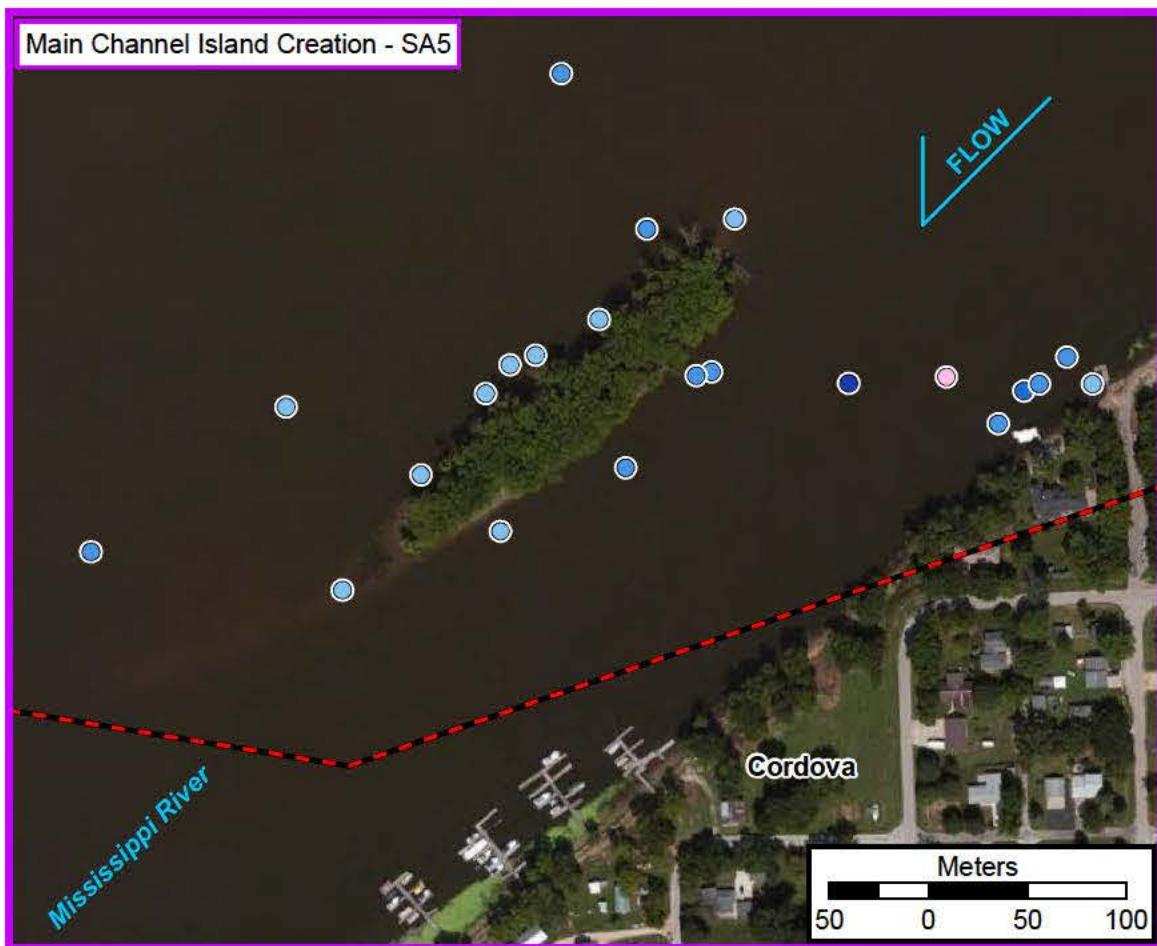 Main Channel Island Creation - SA5
FLOW
Cordova
Mississippi River
Meters
50 0 50 100